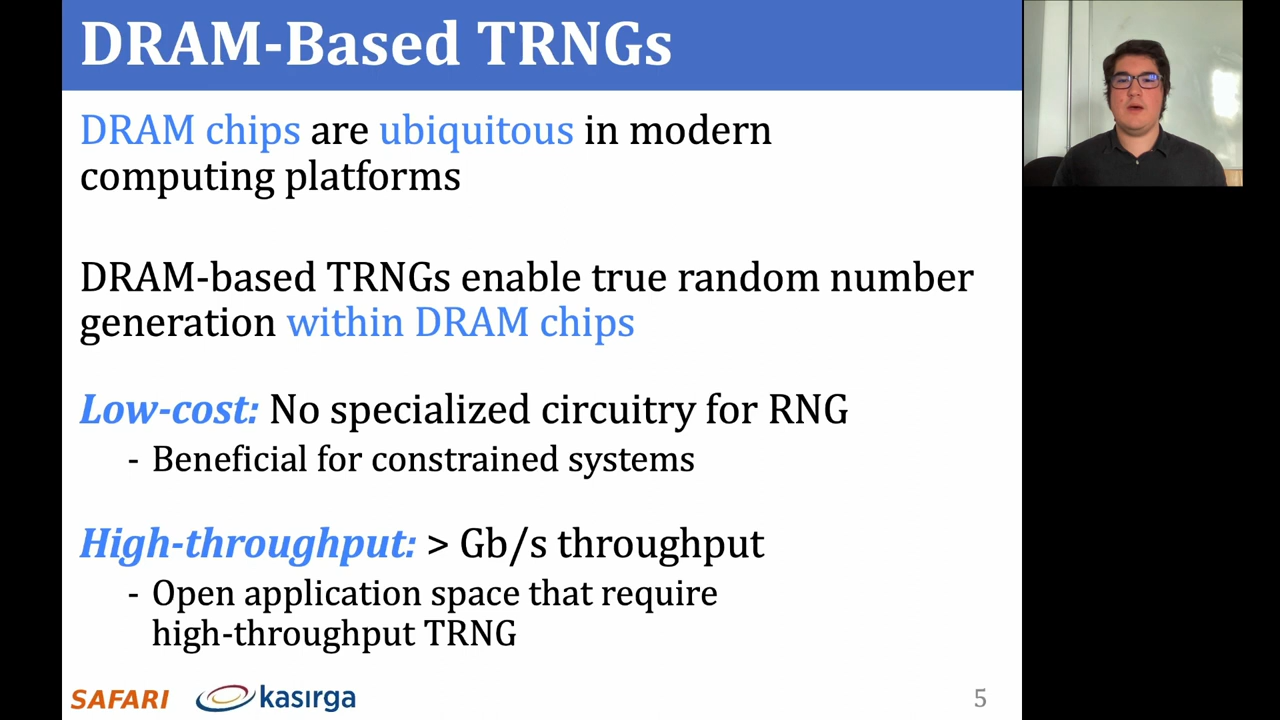 DRAM-Based TRNGs
DRAM chips are ubiquitous in modern
computing platforms
DRAM-based TRNGs enable true random number
generation within DRAM chips
Low-cost: No specialized circuitry for RNG
- Beneficial for constrained systems
High-throughput: > Gb/s throughput
- Open application space that require
high-throughput TRNG
SAFARI kasırga 5